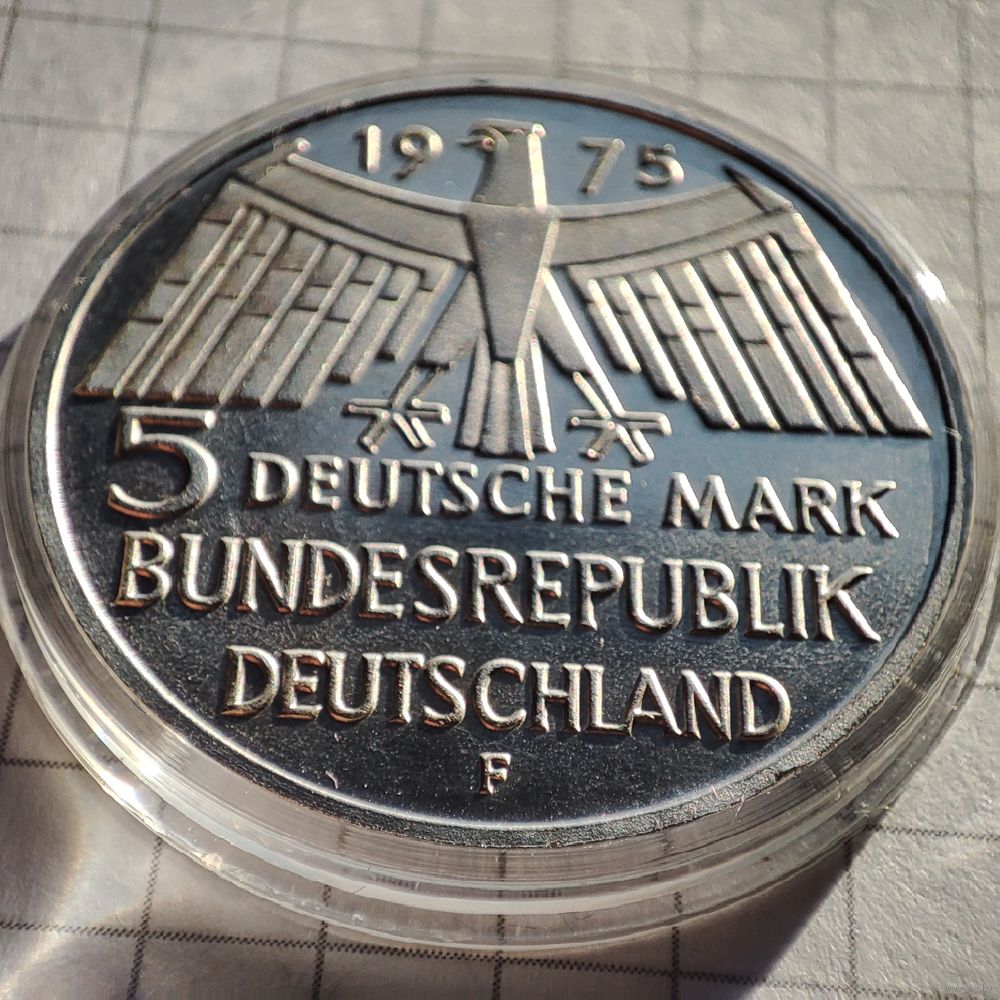 1975
5 DEUTSCHE MARK
BUNDESREPUBLIK
DEUTSCHLAND
F